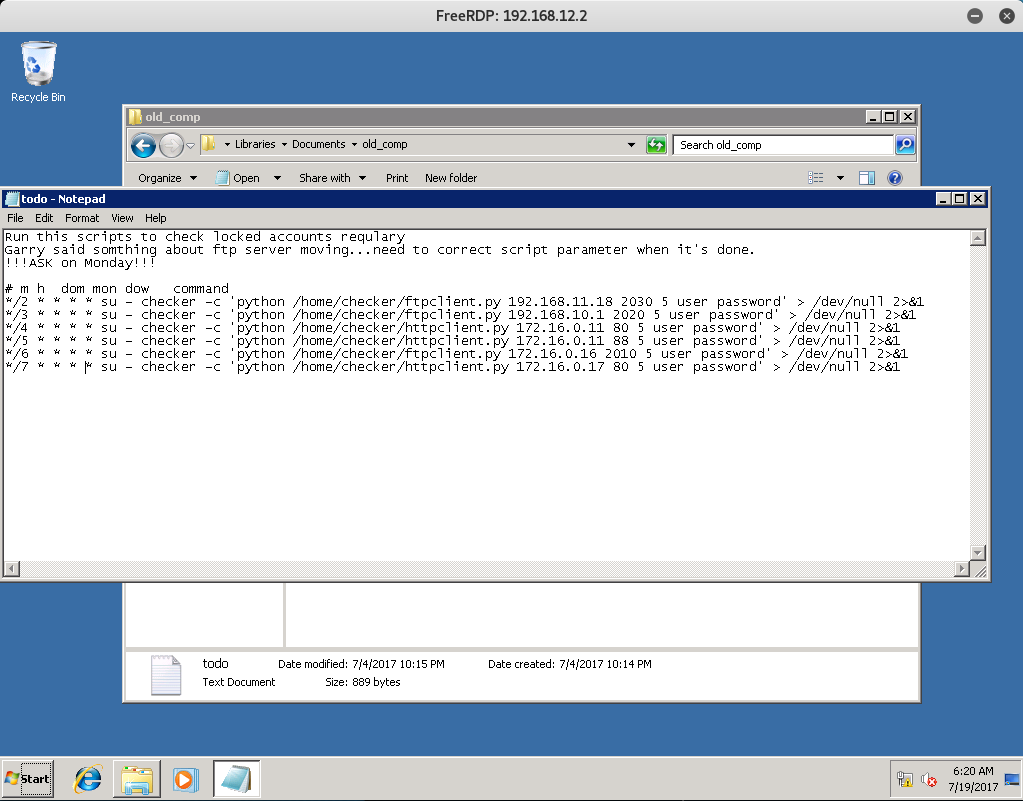 FreeRDP: 192.168.12.2
Recycle Bin
old_comp
Libraries Documents old_comp
Search old_comp
Organize Open Share with Print New folder
todo - Notepad
File Edit Format View Help
Run this scripts to check locked accounts requlary
Garry said somthing about ftp server moving...need to correct script parameter when it's done.
!!!ASK on Monday!!!
# m h  dom mon dow   command
*/2 * * * * su - checker -c 'python /home/checker/ftpclient.py 192.168.11.18 2030 5 user password' > /dev/null 2>&1
*/3 * * * * su - checker -c 'python /home/checker/ftpclient.py 192.168.10.1 2020 5 user password' > /dev/null 2>&1
*/4 * * * * su - checker -c 'python /home/checker/httpclient.py 172.16.0.11 80 5 user password' > /dev/null 2>&1
*/5 * * * * su - checker -c 'python /home/checker/httpclient.py 172.16.0.11 88 5 user password' > /dev/null 2>&1
*/6 * * * * su - checker -c 'python /home/checker/ftpclient.py 172.16.0.16 2010 5 user password' > /dev/null 2>&1
*/7 * * * * su - checker -c 'python /home/checker/httpclient.py 172.16.0.17 80 5 user password' > /dev/null 2>&1
todo Date modified: 7/4/2017 10:15 PM Date created: 7/4/2017 10:14 PM
Text Document Size: 889 bytes
Start
6:20 AM
7/19/2017